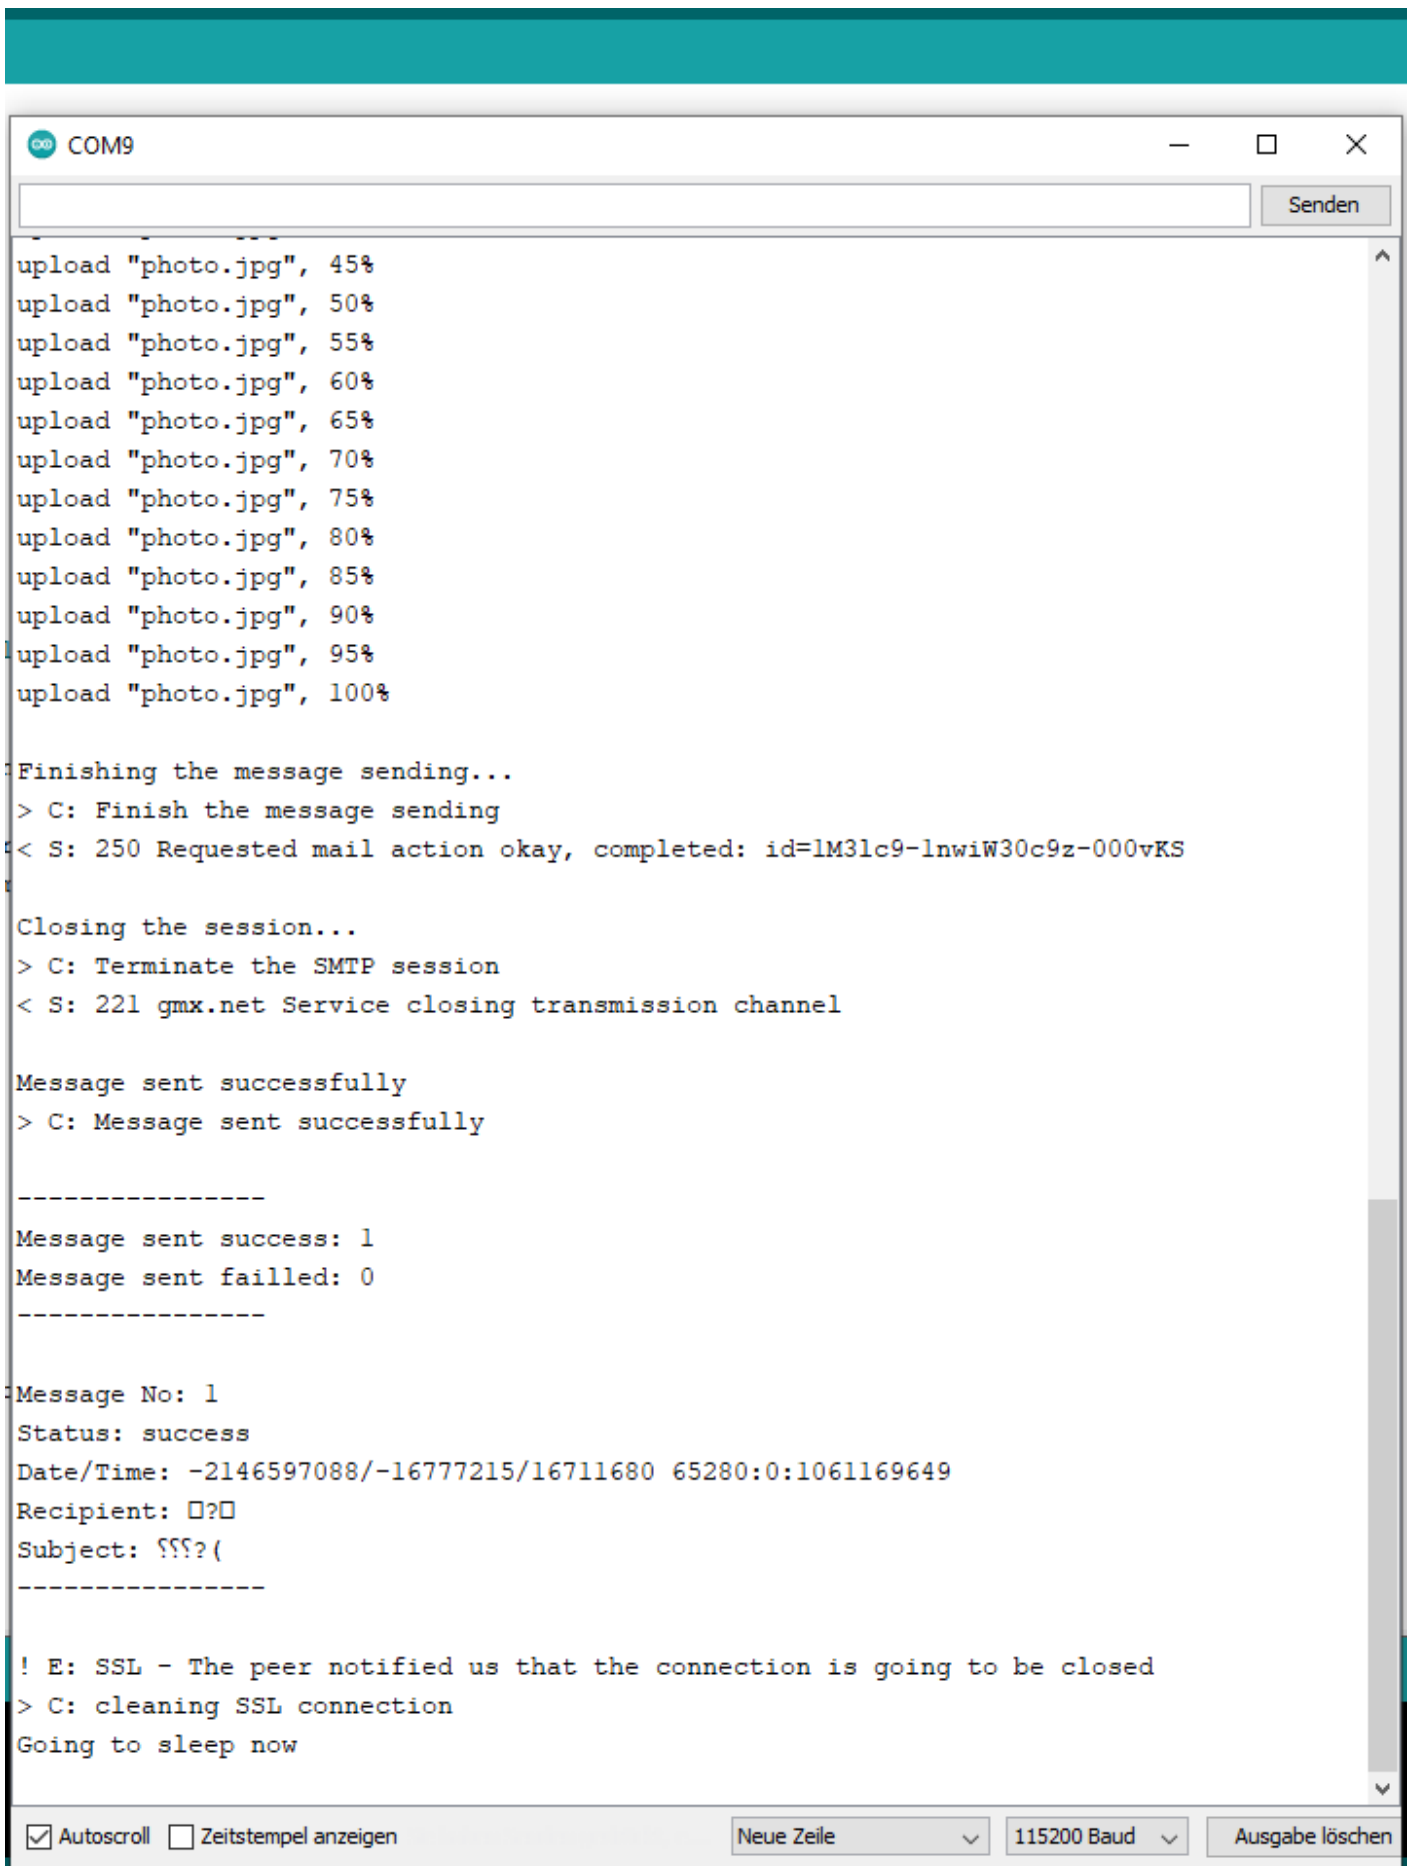 COM9
Senden
upload "photo.jpg", 45%
upload "photo.jpg", 50%
upload "photo.jpg", 55%
upload "photo.jpg", 60%
upload "photo.jpg", 65%
upload "photo.jpg", 70%
upload "photo.jpg", 75%
upload "photo.jpg", 80%
upload "photo.jpg", 85%
upload "photo.jpg", 90%
upload "photo.jpg", 95%
upload "photo.jpg", 100%
Finishing the message sending...
> C: Finish the message sending
< S: 250 Requested mail action okay, completed: id=1M3lc9-1nwiW30c9z-000vKS
Closing the session...
> C: Terminate the SMTP session
< S: 221 gmx.net Service closing transmission channel
Message sent successfully
> C: Message sent successfully
----------------
Message sent success: 1
Message sent failled: 0
----------------
Message No: 1
Status: success
Date/Time: -2146597088/-16777215/16711680 65280:0:1061169649
Recipient: □?□
Subject: ⸮⸮⸮?(
----------------
! E: SSL - The peer notified us that the connection is going to be closed
> C: cleaning SSL connection
Going to sleep now
Autoscroll Zeitstempel anzeigen Neue Zeile 115200 Baud Ausgabe löschen